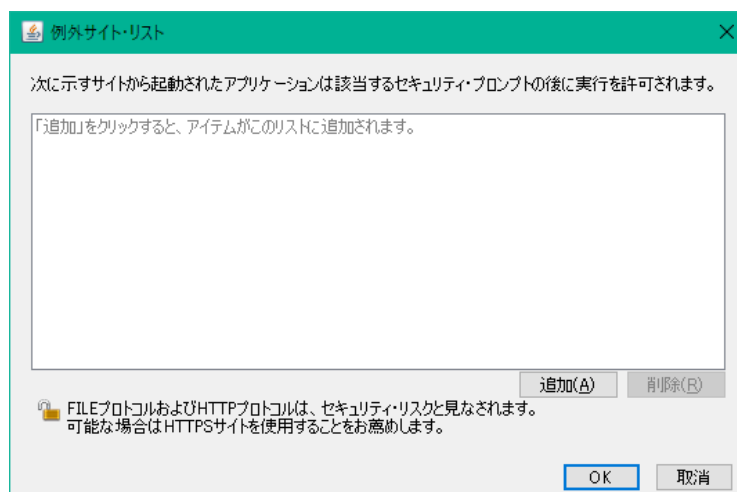 例外サイト・リスト
次に示すサイトから起動されたアプリケーションは該当するセキュリティ・プロンプトの後に実行を許可されます。
「追加」をクリックすると、アイテムがこのリストに追加されます。
追加(A) 削除(R)
FILEプロトコルおよびHTTPプロトコルは、セキュリティ・リスクと見なされます。
可能な場合はHTTPSサイトを使用することをお薦めします。
OK 取消